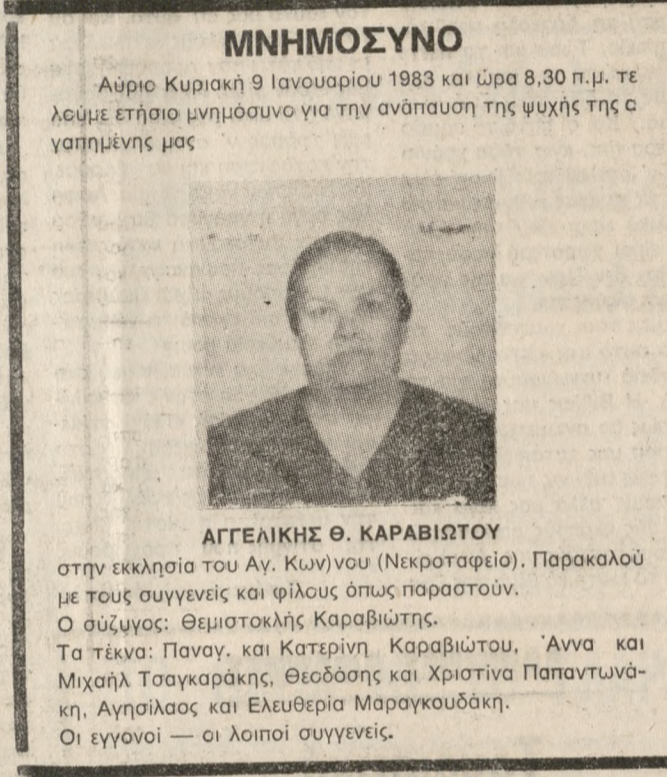 ΜΝΗΜΟΣΥΝΟ
Αύριο Κυριακή 9 Ιανουαρίου 1983 και ώρα 8,30 π.μ. τε
λούμε ετήσιο μνημόσυνο για την ανάπαυση της ψυχής της α
γαπημένης μας
ΑΓΓΕΛΙΚΗΣ Θ. ΚΑΡΑΒΙΩΤΟΥ
στην εκκλησία του Αγ. Κων)νου (Νεκροταφείο). Παρακαλού
με τους συγγενείς και φίλους όπως παραστούν.
Ο σύζυγος: Θεμιστοκλής Καραβιώτης.
Τα τέκνα: Παναγ. και Κατερίνη Καραβιώτου, Άννα και
Μιχαήλ Τσαγκαράκης, Θεοδόσης και Χριστίνα Παπαντωνά-
κη, Αγησίλαος και Ελευθερία Μαραγκουδάκη.
Οι εγγονοί — οι λοιποί συγγενείς.